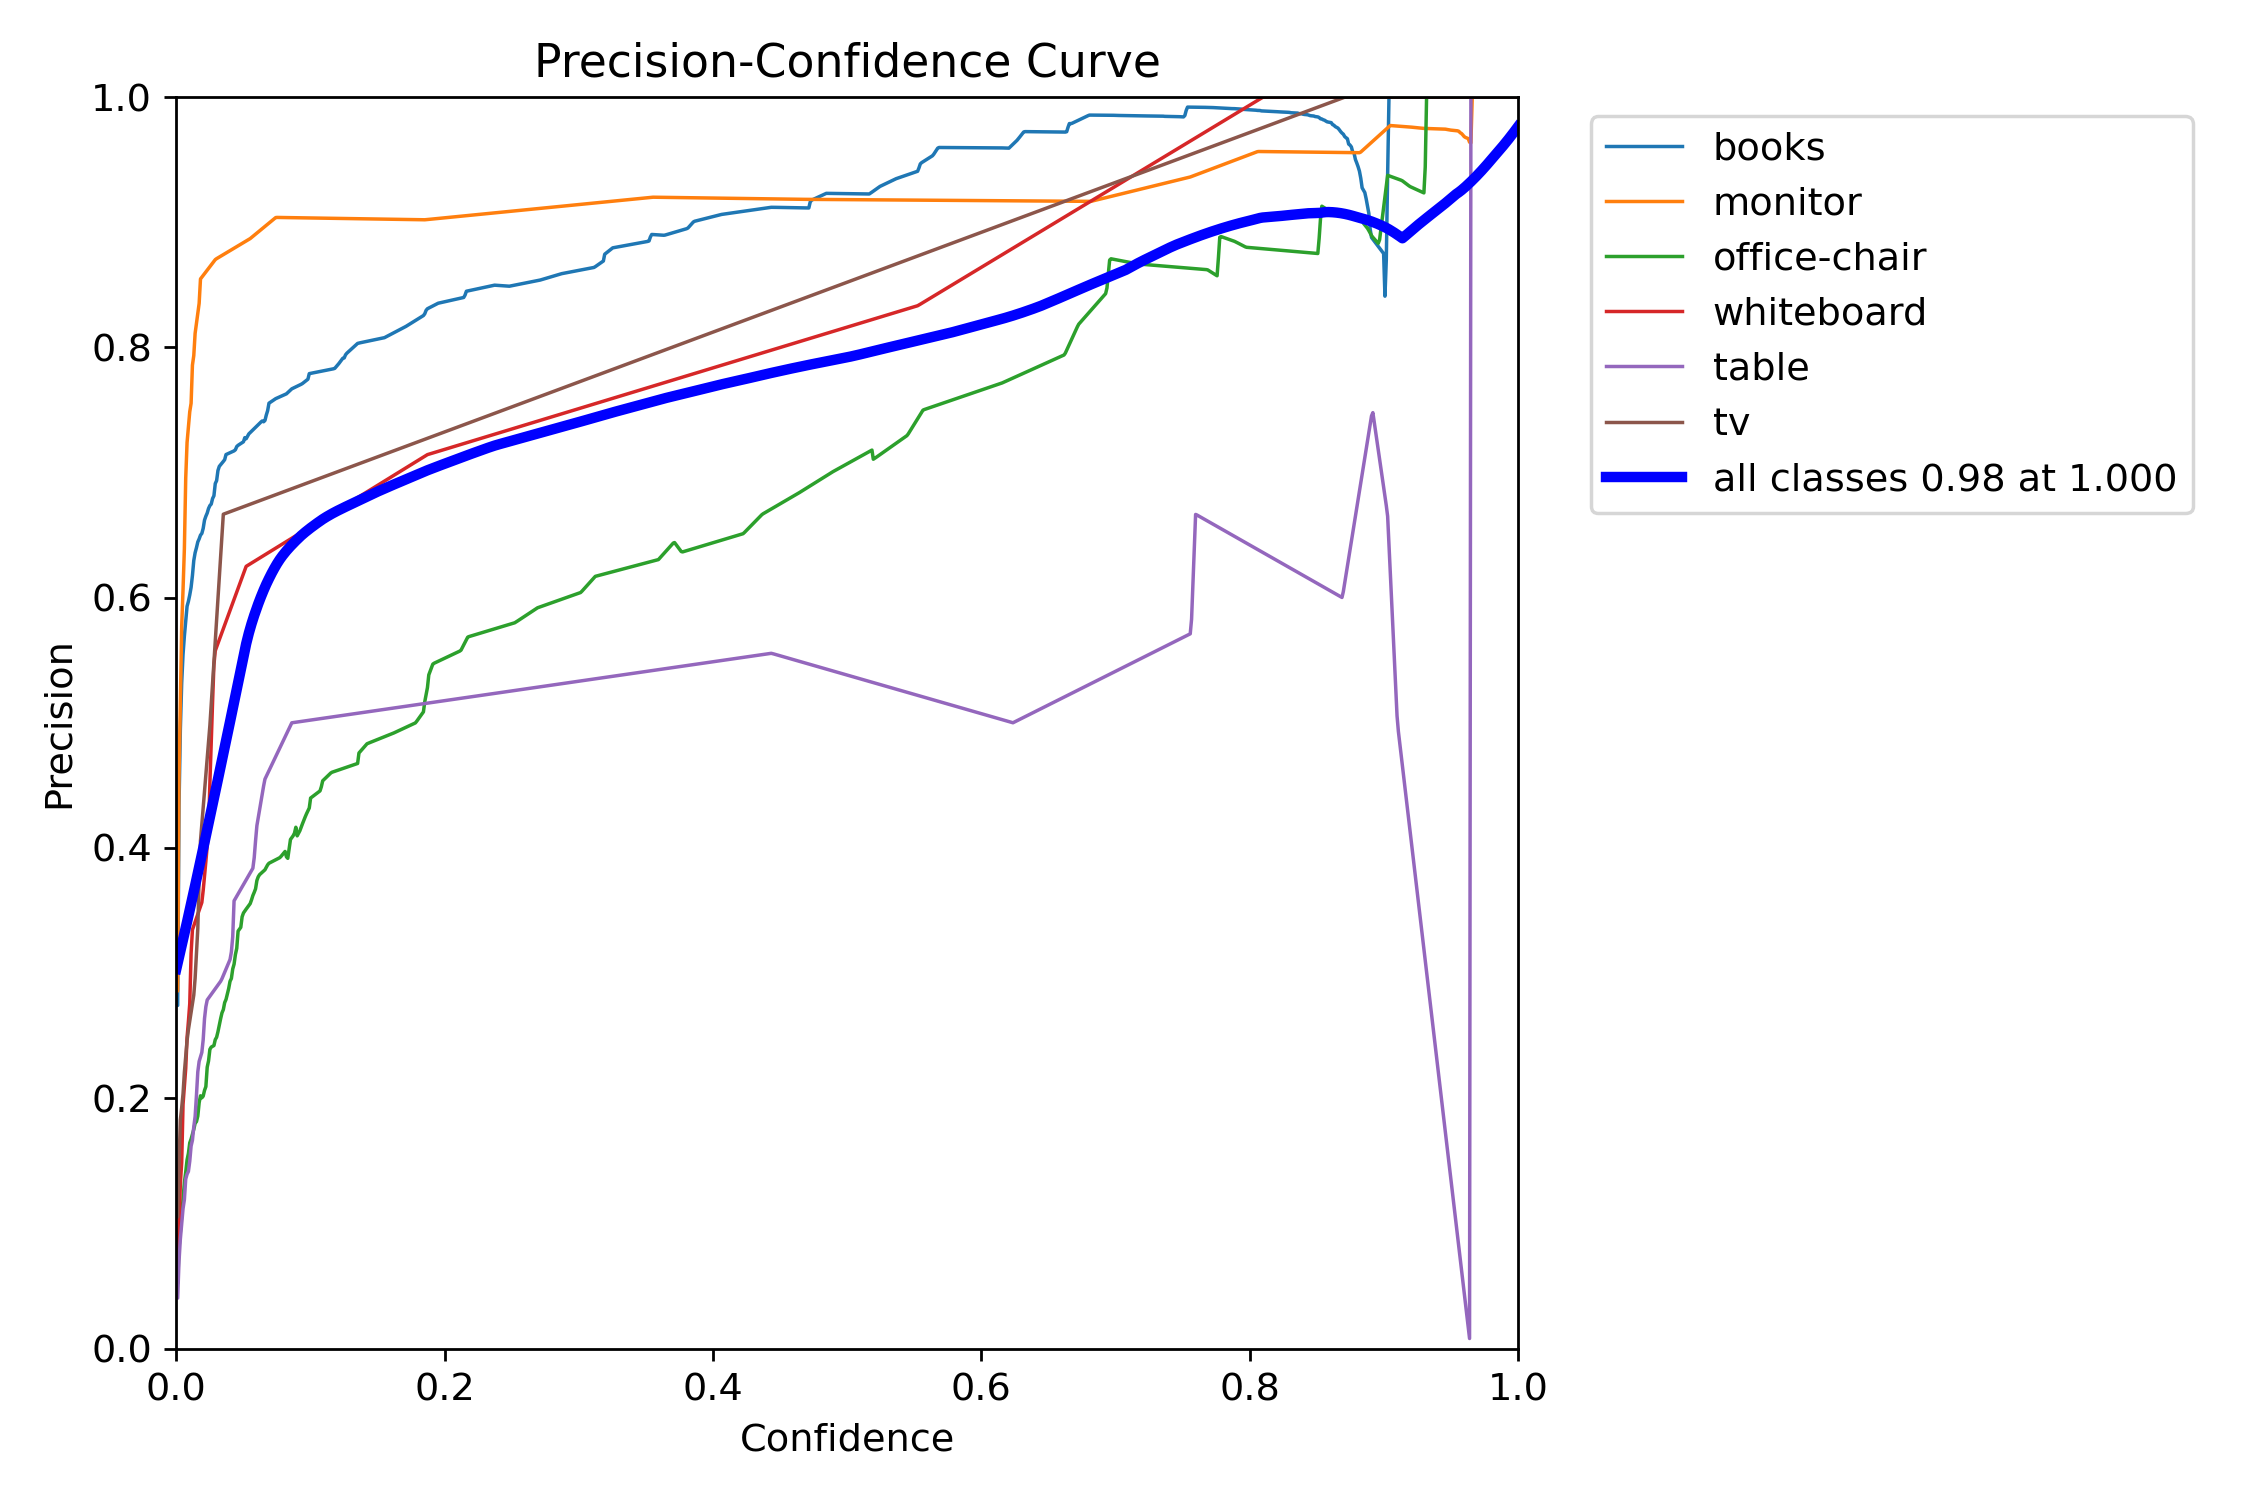 Precision-Confidence Curve
1.0
0.8
0.6
0.4
0.2
0.0
Precision
0.0 0.2 0.4 0.6 0.8 1.0
Confidence
books
monitor
office-chair
whiteboard
table
tv
all classes 0.98 at 1.000